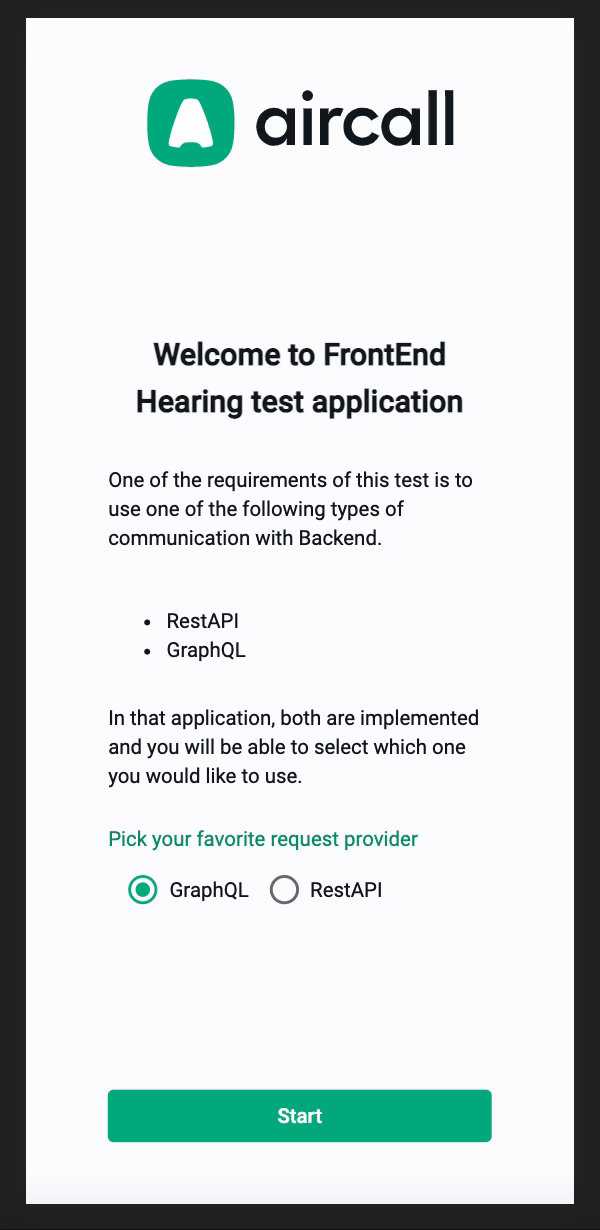 aircall
Welcome to FrontEnd
Hearing test application
One of the requirements of this test is to
use one of the following types of
communication with Backend.
• RestAPI
• GraphQL
In that application, both are implemented
and you will be able to select which one
you would like to use.
Pick your favorite request provider
GraphQL RestAPI
Start